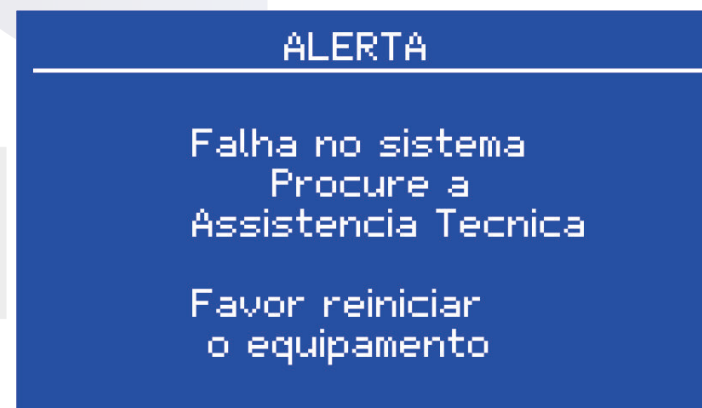 ALERTA
Falha no sistema
Procure a
Assistencia Tecnica
Favor reiniciar
o equipamento